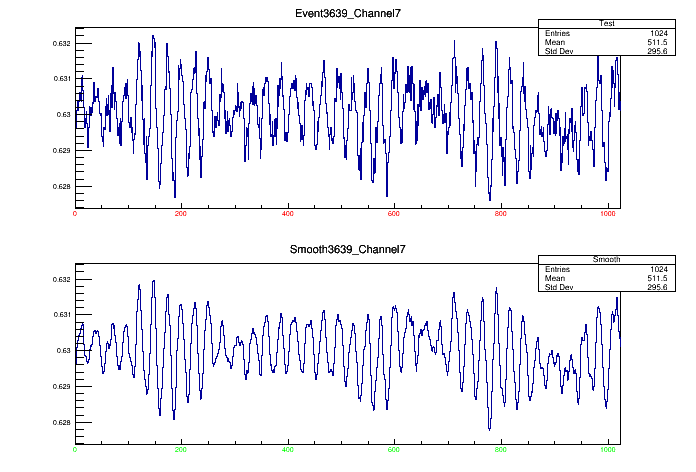 Event3639_Channel7
Test
Entries 1024
Mean 511.5
Std Dev 295.6
0.632
0.631
0.63
0.629
0.628
0 200 400 600 800 1000
Smooth3639_Channel7
Smooth
Entries 1024
Mean 511.5
Std Dev 295.6
0.632
0.631
0.63
0.629
0.628
0 200 400 600 800 1000